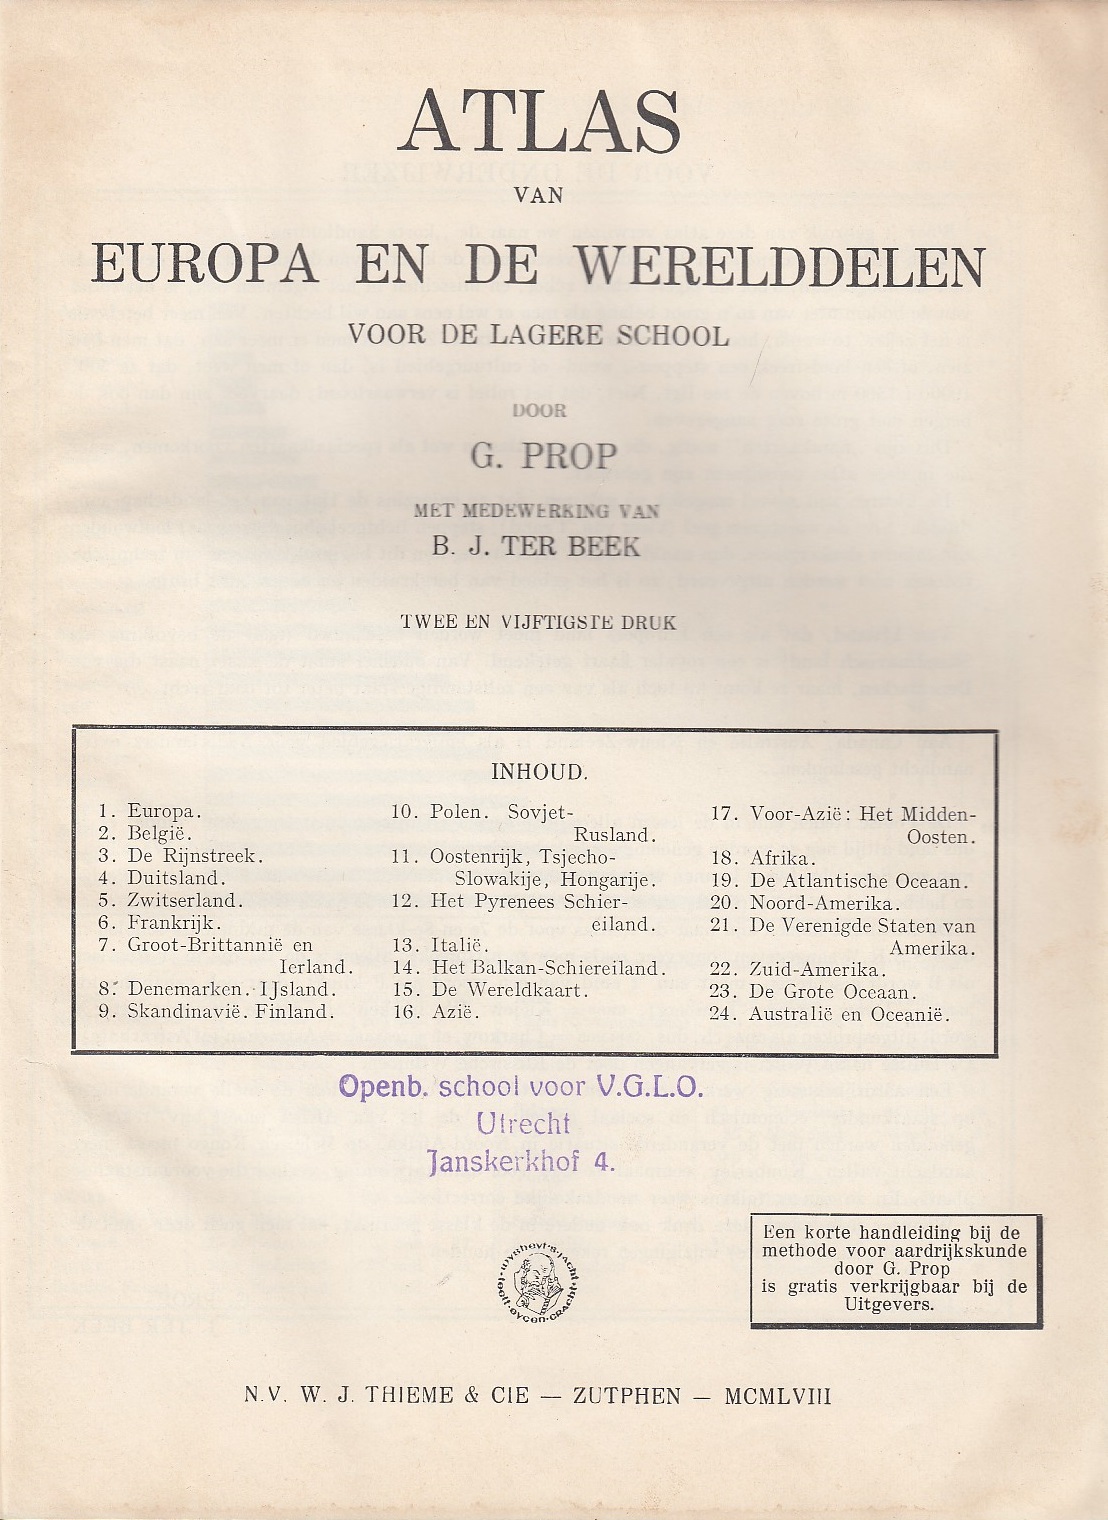 ATLAS
VAN
EUROPA EN DE WERELDDELEN
VOOR DE LAGERE SCHOOL
DOOR
G. PROP
MET MEDEWERKING VAN
B. J. TER BEEK
TWEE EN VIJFTIGSTE DRUK
INHOUD.
1. Europa.
2. België.
3. De Rijnstreek.
4. Duitsland.
5. Zwitserland.
6. Frankrijk.
7. Groot-Brittannië en
Ierland.
8. Denemarken. IJsland.
9. Skandinavië. Finland.
10. Polen. Sovjet-
Rusland.
11. Oostenrijk, Tsjecho-
Slowakije, Hongarije.
12. Het Pyrenees Schier-
eiland.
13. Italië.
14. Het Balkan-Schiereiland.
15. De Wereldkaart.
16. Azië.
17. Voor-Azië: Het Midden-
Oosten.
18. Afrika.
19. De Atlantische Oceaan.
20. Noord-Amerika.
21. De Verenigde Staten van
Amerika.
22. Zuid-Amerika.
23. De Grote Oceaan.
24. Australië en Oceanië.
Openb. school voor V.G.L.O.
Utrecht
Janskerkhof 4.
Een korte handleiding bij de
methode voor aardrijkskunde
door G. Prop
is gratis verkrijgbaar bij de
Uitgevers.
N.V. W. J. THIEME & CIE — ZUTPHEN — MCMLVIII